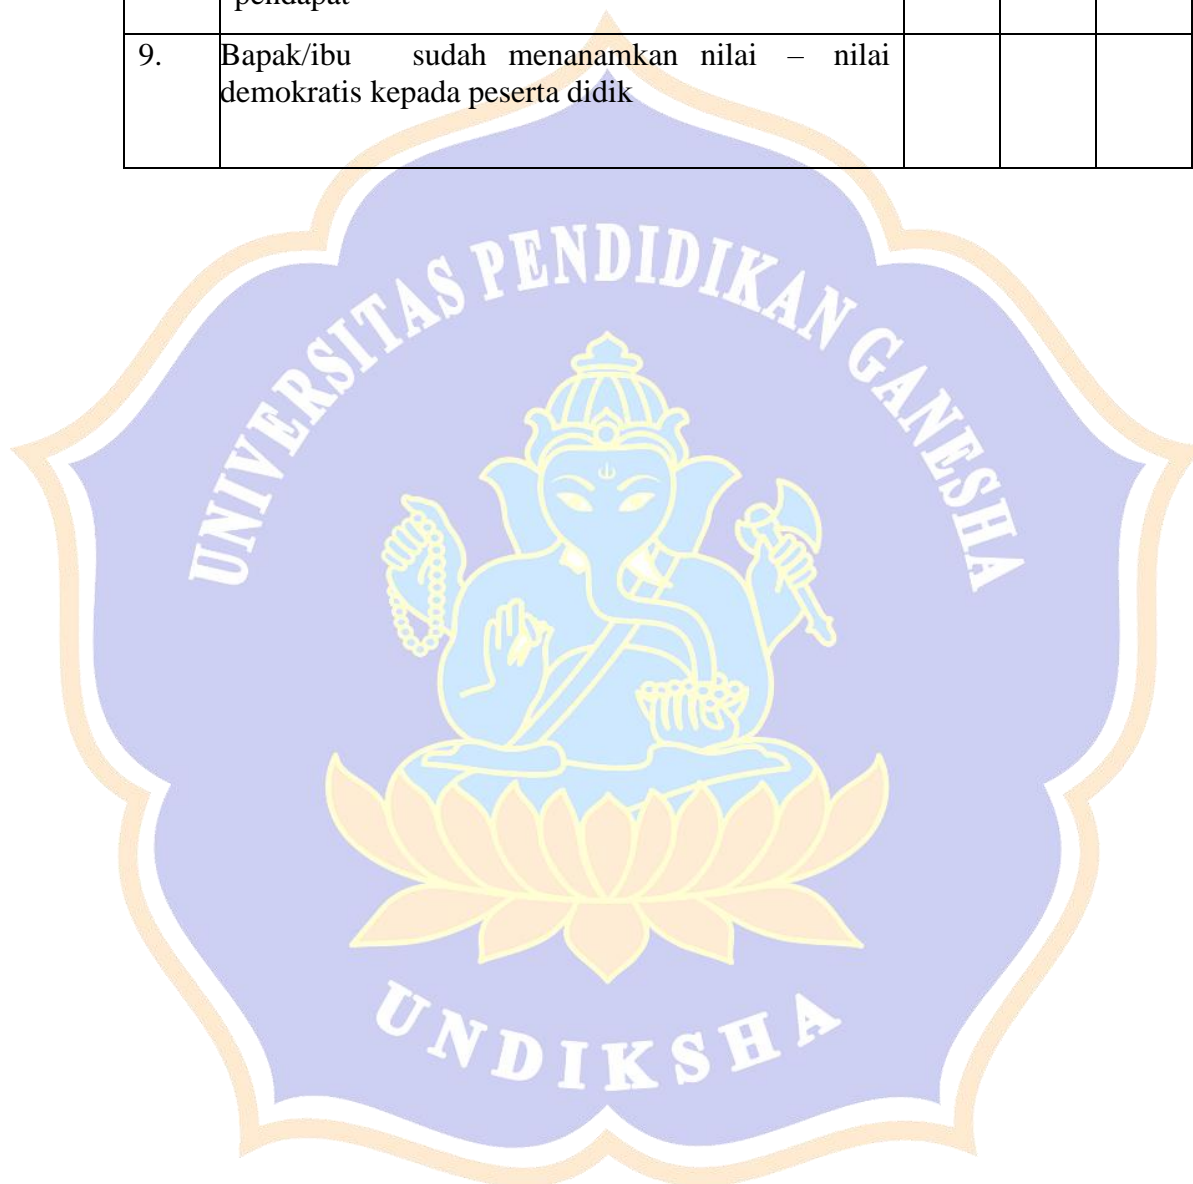 pendapat
9. Bapak/ibu sudah menanamkan nilai – nilai
demokratis kepada peserta didik
UNIVERSITAS PENDIDIKAN GANESHA
UNDIKSHA